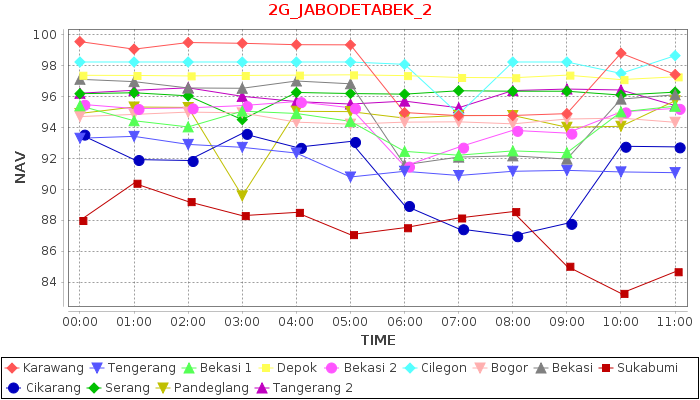 2G_JABODETABEK_2
100
98
96
94
92
90
88
86
84
NAV
00:00 01:00 02:00 03:00 04:00 05:00 06:00 07:00 08:00 09:00 10:00 11:00
TIME
Karawang Tengerang Bekasi 1 Depok Bekasi 2 Cilegon Bogor Bekasi Sukabumi
Cikarang Serang Pandeglang Tangerang 2